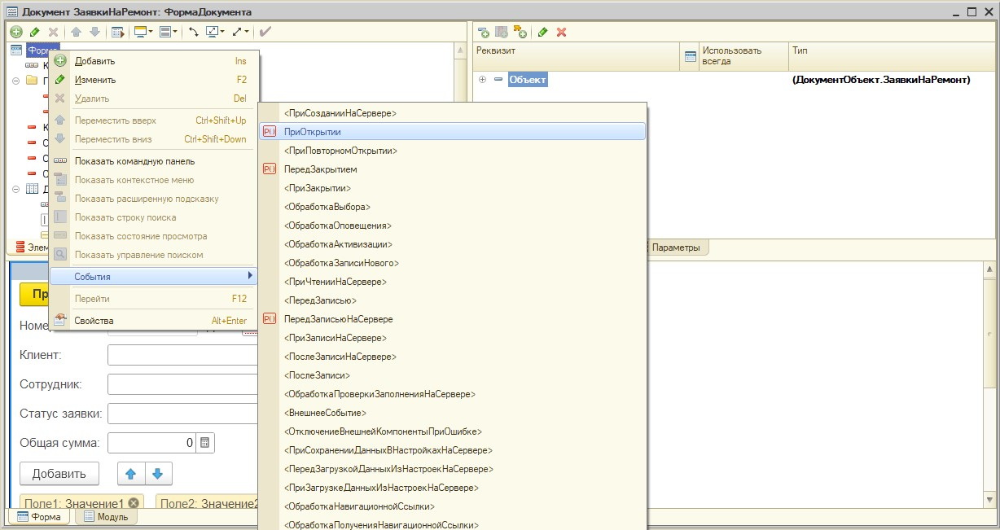 Документ ЗаявкиНаРемонт: ФормаДокумента
Форма
Добавить Ins
Изменить F2
Удалить Del
Переместить вверх Ctrl+Shift+Up
Переместить вниз Ctrl+Shift+Down
Показать командную панель
Показать контекстное меню
Показать расширенную подсказку
Показать строку поиска
Показать состояние просмотра
Показать управление поиском
События
Перейти F12
Свойства Alt+Enter
<ПриСозданииНаСервере>
ПриОткрытии
<ПриПовторномОткрытии>
ПередЗакрытием
<ПриЗакрытии>
<ОбработкаВыбора>
<ОбработкаОповещения>
<ОбработкаАктивизации>
<ОбработкаЗаписиНового>
<ПриЧтенииНаСервере>
<ПередЗаписью>
ПередЗаписьюНаСервере
<ПриЗаписиНаСервере>
<ПослеЗаписиНаСервере>
<ПослеЗаписи>
<ОбработкаПроверкиЗаполненияНаСервере>
<ВнешнееСобытие>
<ОтключениеВнешнейКомпонентыПриОшибке>
<ПриСохраненииДанныхВНастройкахНаСервере>
<ПередЗагрузкойДанныхИзНастроекНаСервере>
<ПриЗагрузкеДанныхИзНастроекНаСервере>
<ОбработкаНавигационнойСсылки>
<ОбработкаПолученияНавигационнойСсылки>
Реквизит Использовать всегда Тип
Объект (ДокументОбъект.ЗаявкиНаРемонт)
Параметры
Клиент:
Сотрудник:
Статус заявки:
Общая сумма: 0
Добавить
Поле1: Значение1 Поле2: Значение2
Форма Модуль